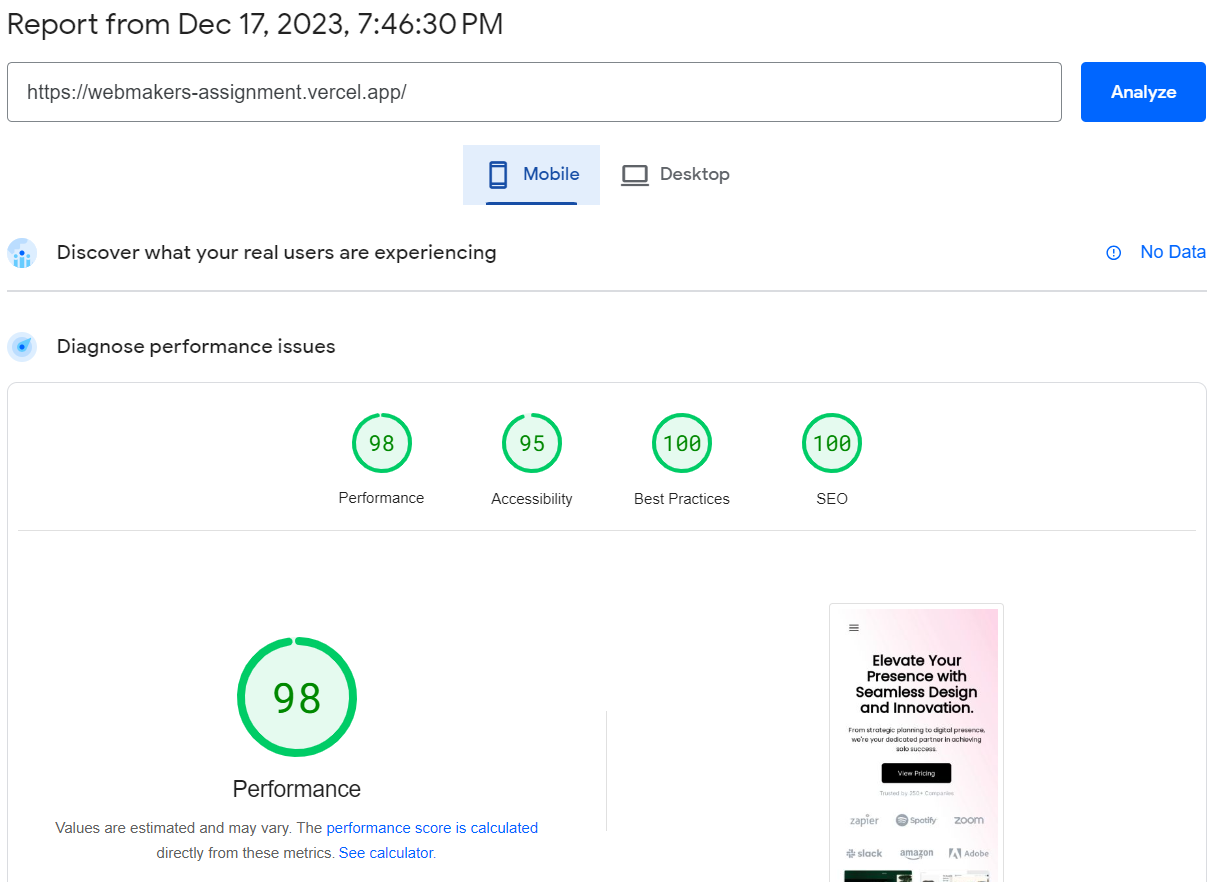 Report from Dec 17, 2023, 7:46:30 PM
https://webmakers-assignment.vercel.app/
Analyze
Mobile
Desktop
Discover what your real users are experiencing
No Data
Diagnose performance issues
98
95
100
100
Performance
Accessibility
Best Practices
SEO
98
Performance
Values are estimated and may vary. The performance score is calculated
directly from these metrics. See calculator.
Elevate Your
Presence with
Seamless Design
and Innovation.
From strategic planning to digital presence,
we're your dedicated partner in achieving
solo success.
View Pricing
Trusted by 250+ Companies
zapier
Spotify
zoom
slack
amazon
Adobe